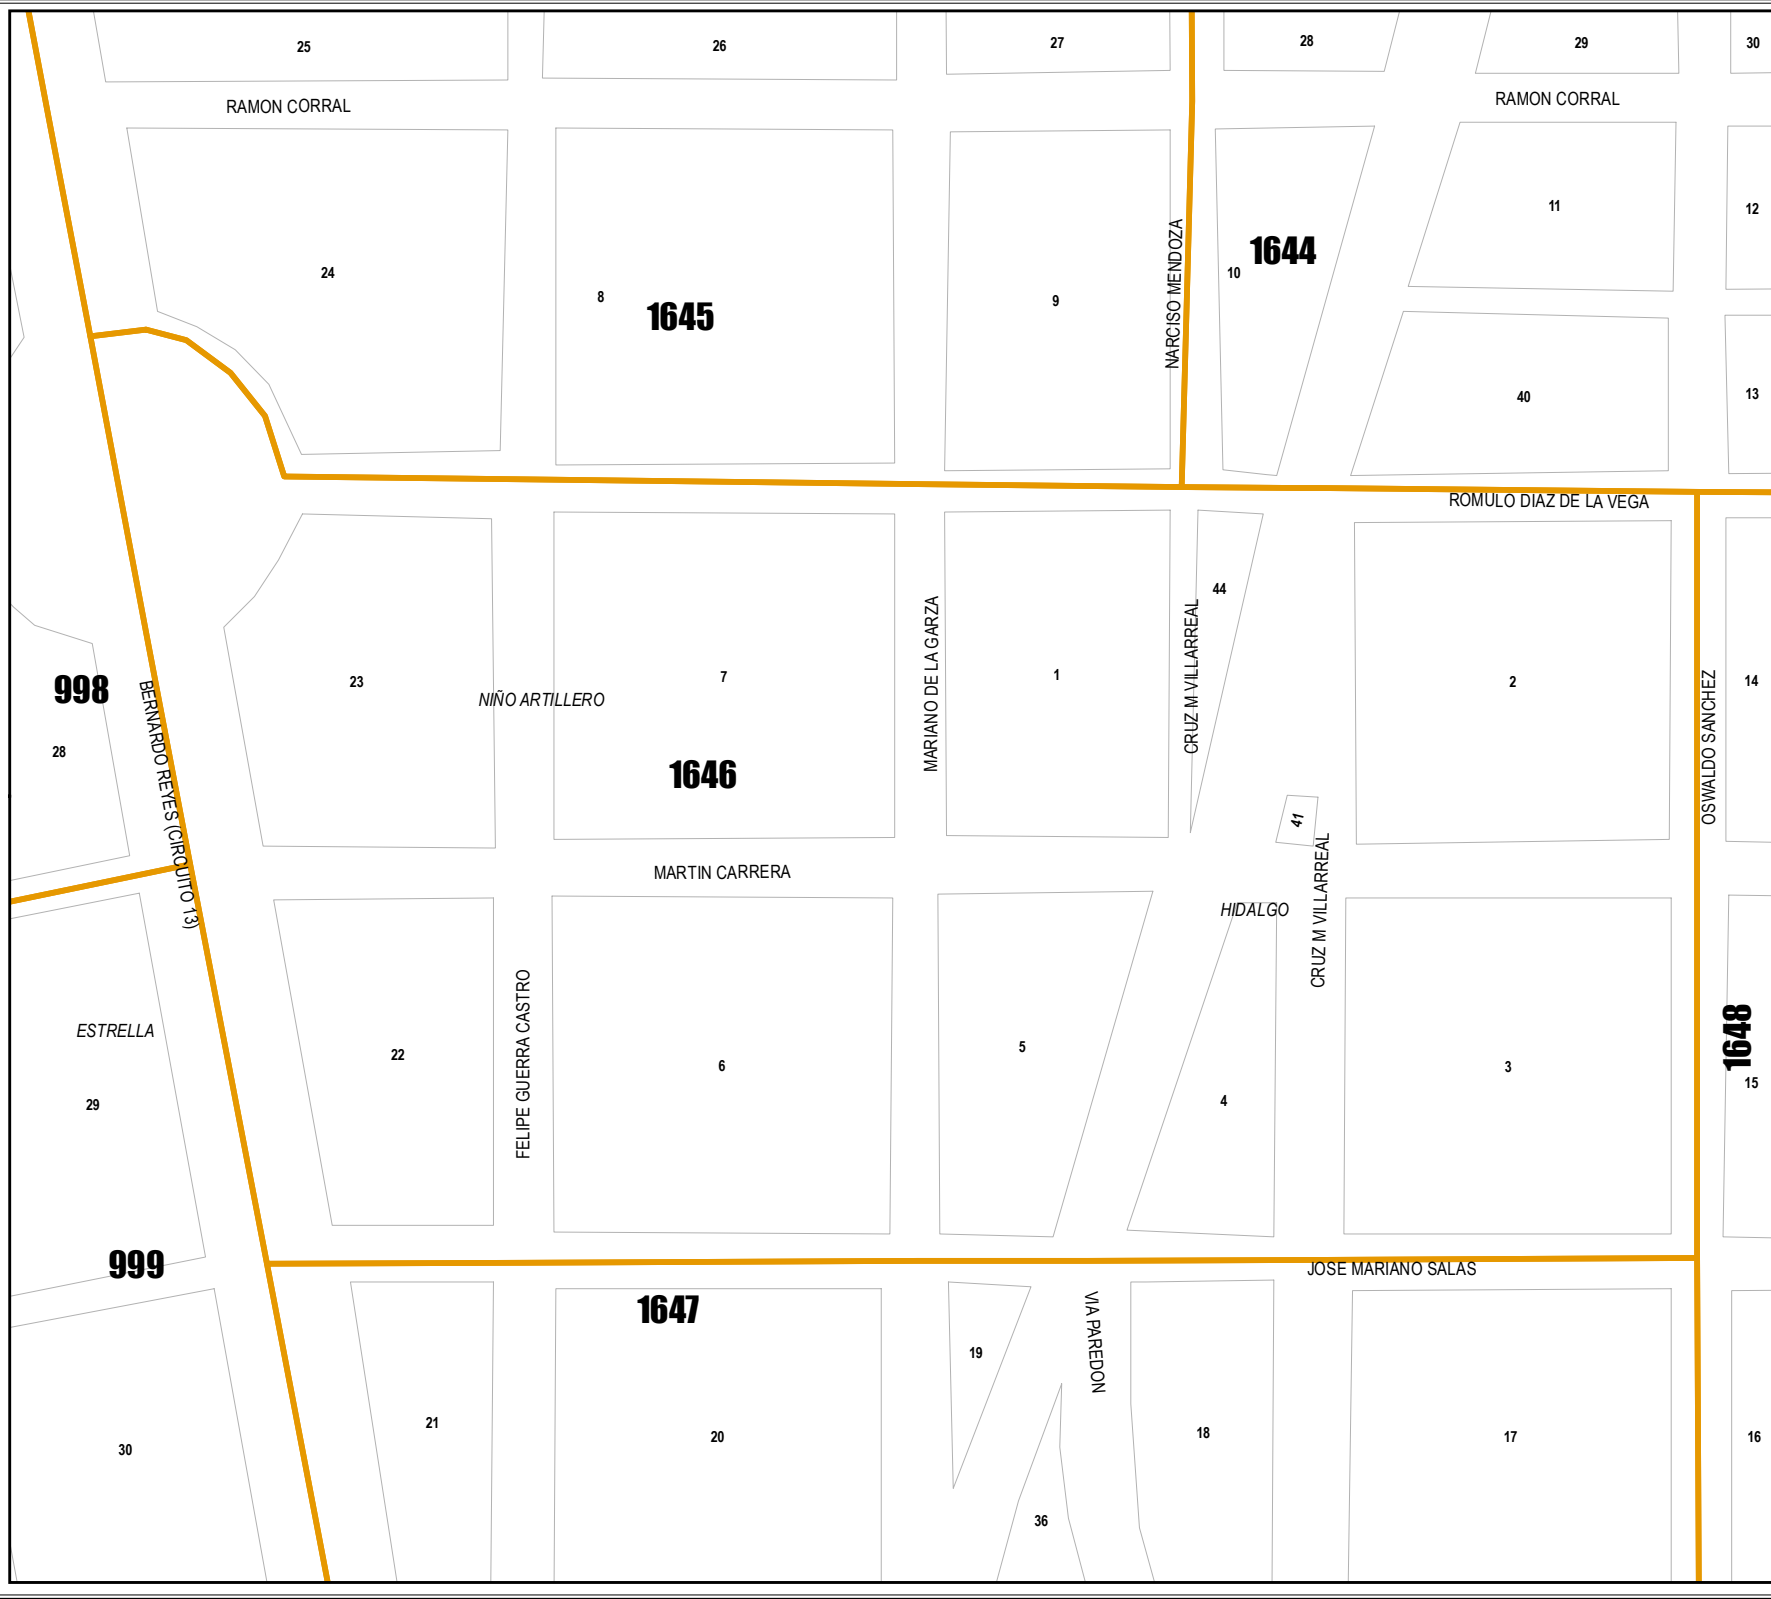 25
26
27
28
29
30
RAMON CORRAL
RAMON CORRAL
24
8
1645
9
NARCISO MENDOZA
10
1644
11
12
40
13
ROMULO DIAZ DE LA VEGA
998
28
BERNARDO REYES (CIRCUITO 13)
23
NIÑO ARTILLERO
7
1646
MARIANO DE LA GARZA
1
CRUZ M VILLARREAL
44
2
OSWALDO SANCHEZ
14
41
MARTIN CARRERA
HIDALGO
CRUZ M VILLARREAL
ESTRELLA
29
22
FELIPE GUERRA CASTRO
6
5
4
3
1648
15
999
JOSE MARIANO SALAS
1647
VIA PAREDON
19
30
21
20
18
17
16
36